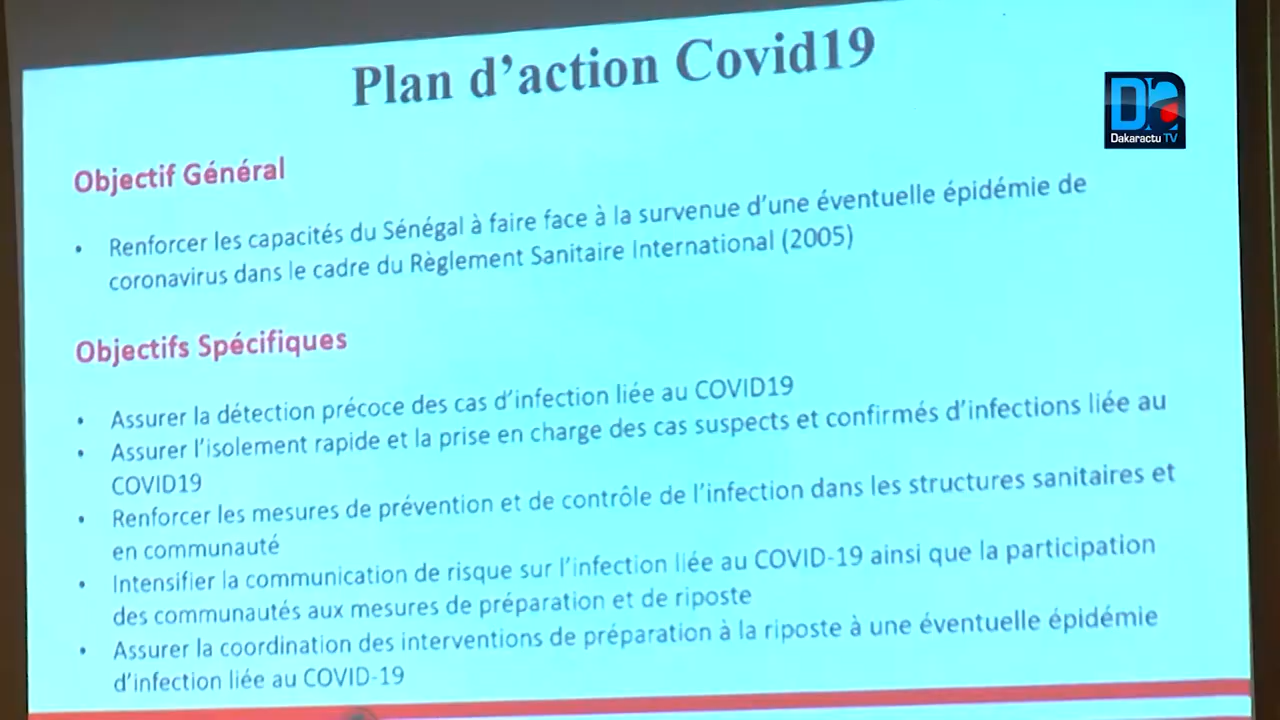 Plan d'action Covid19
Dakaractu TV
Objectif Général
• Renforcer les capacités du Sénégal à faire face à la survenue d'une éventuelle épidémie de
coronavirus dans le cadre du Règlement Sanitaire International (2005)
Objectifs Spécifiques
• Assurer la détection précoce des cas d'infection liée au COVID19
• Assurer l'isolement rapide et la prise en charge des cas suspects et confirmés d'infections liée au
COVID19
• Renforcer les mesures de prévention et de contrôle de l'infection dans les structures sanitaires et
en communauté
• Intensifier la communication de risque sur l'infection liée au COVID-19 ainsi que la participation
des communautés aux mesures de préparation et de riposte
• Assurer la coordination des interventions de préparation à la riposte à une éventuelle épidémie
d'infection liée au COVID-19